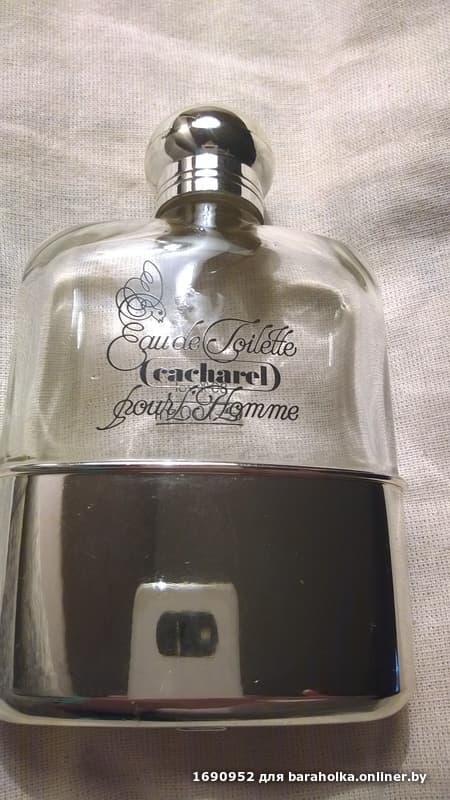 Eau de Toilette
(cacharel)
pour l'Homme
1690952 для baraholka.onliner.by